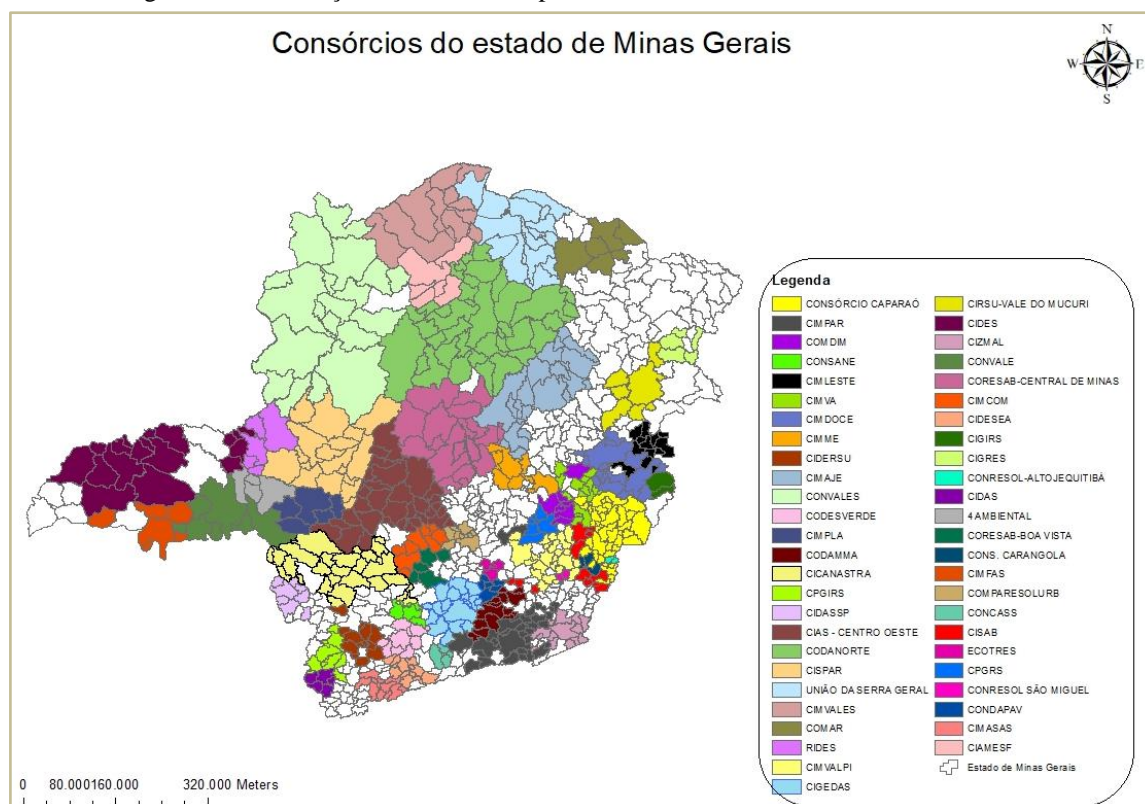 Consórcios do estado de Minas Gerais
N
W E
S
Legenda
CONSÓRCIO CAPARAÓ
CIMPAR
COMDIM
CONSANE
CIMLESTE
CIMVA
CIMDOCE
CIMME
CIDERSU
CIMAJE
CONVALES
CODESVERDE
CIMPLA
CODAMMA
CICANASTRA
CPGIRS
CIDASSP
CIAS - CENTRO OESTE
CODANORTE
CISPAR
UNIÃO DA SERRA GERAL
CIMVALES
COMAR
RIDES
CIMVALPI
CIGEDAS
CIRSU-VALE DO MUCURI
CIDES
CIZMAL
CONVALE
CORESAB-CENTRAL DE MINAS
CIMCOM
CIDESEA
CIGIRS
CIGRES
CONRESOL-ALTOJEQUITIBÁ
CIDAS
4 AMBIENTAL
CORESAB-BOA VISTA
CONS. CARANGOLA
CIMFAS
COMPARESOLURB
CONCASS
CISAB
ECOTRES
CPGRS
CONRESOL SÃO MIGUEL
CONDAPAV
CIMASAS
CIAMESF
Estado de Minas Gerais
0 80.000160.000 320.000 Meters